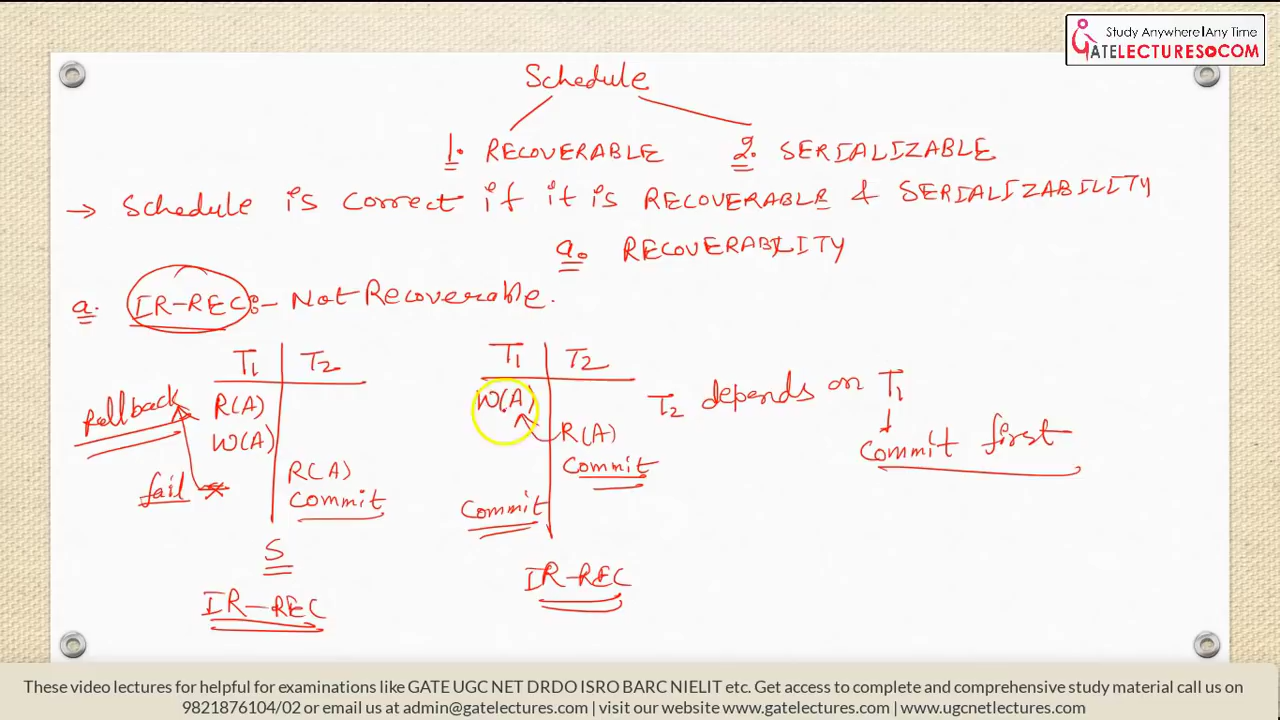 Study Anywhere!Any Time
GATELECTURES.COM
Schedule
1. RECOVERABLE
2. SERIALIZABLE
→ Schedule is correct if it is RECOVERABLE & SERIALIZABILITY
a. RECOVERABILITY
a. IR-REC:- Not Recoverable.
T1 T2
Rollback R(A)
W(A)
R(A)
fail
Commit
S
IR-REC
T1 T2
W(A)
R(A)
Commit
Commit
IR-REC
T2 depends on T1
Commit first
These video lectures for helpful for examinations like GATE UGC NET DRDO ISRO BARC NIELIT etc. Get access to complete and comprehensive study material call us on
9821876104/02 or email us at admin@gatelectures.com | visit our website www.gatelectures.com | www.ugcnetlectures.com